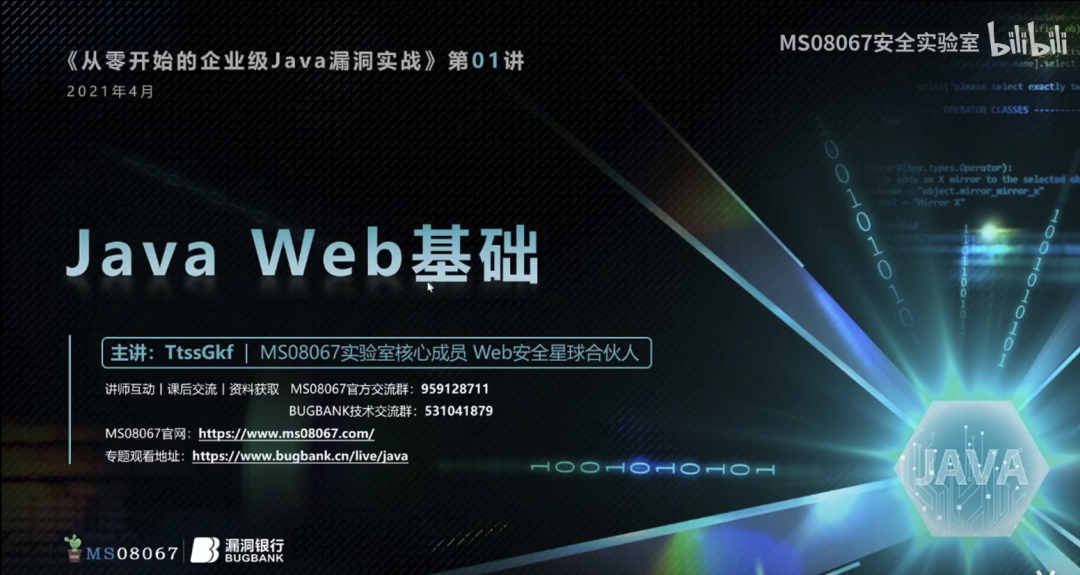 《从零开始的企业级Java漏洞实战》第01讲
2021年4月
MS08067安全实验室 bilibili
please select exactly
OPERATOR CLASSES
Java Web基础
主讲：TtssGkf | MS08067实验室核心成员 Web安全星球合伙人
讲师互动 | 课后交流 | 资料获取 MS08067官方交流群：959128711
BUGBANK技术交流群：531041879
MS08067官网：https://www.ms08067.com/
专题观看地址：https://www.bugbank.cn/live/java
JAVA
MS08067 漏洞银行
BUGBANK